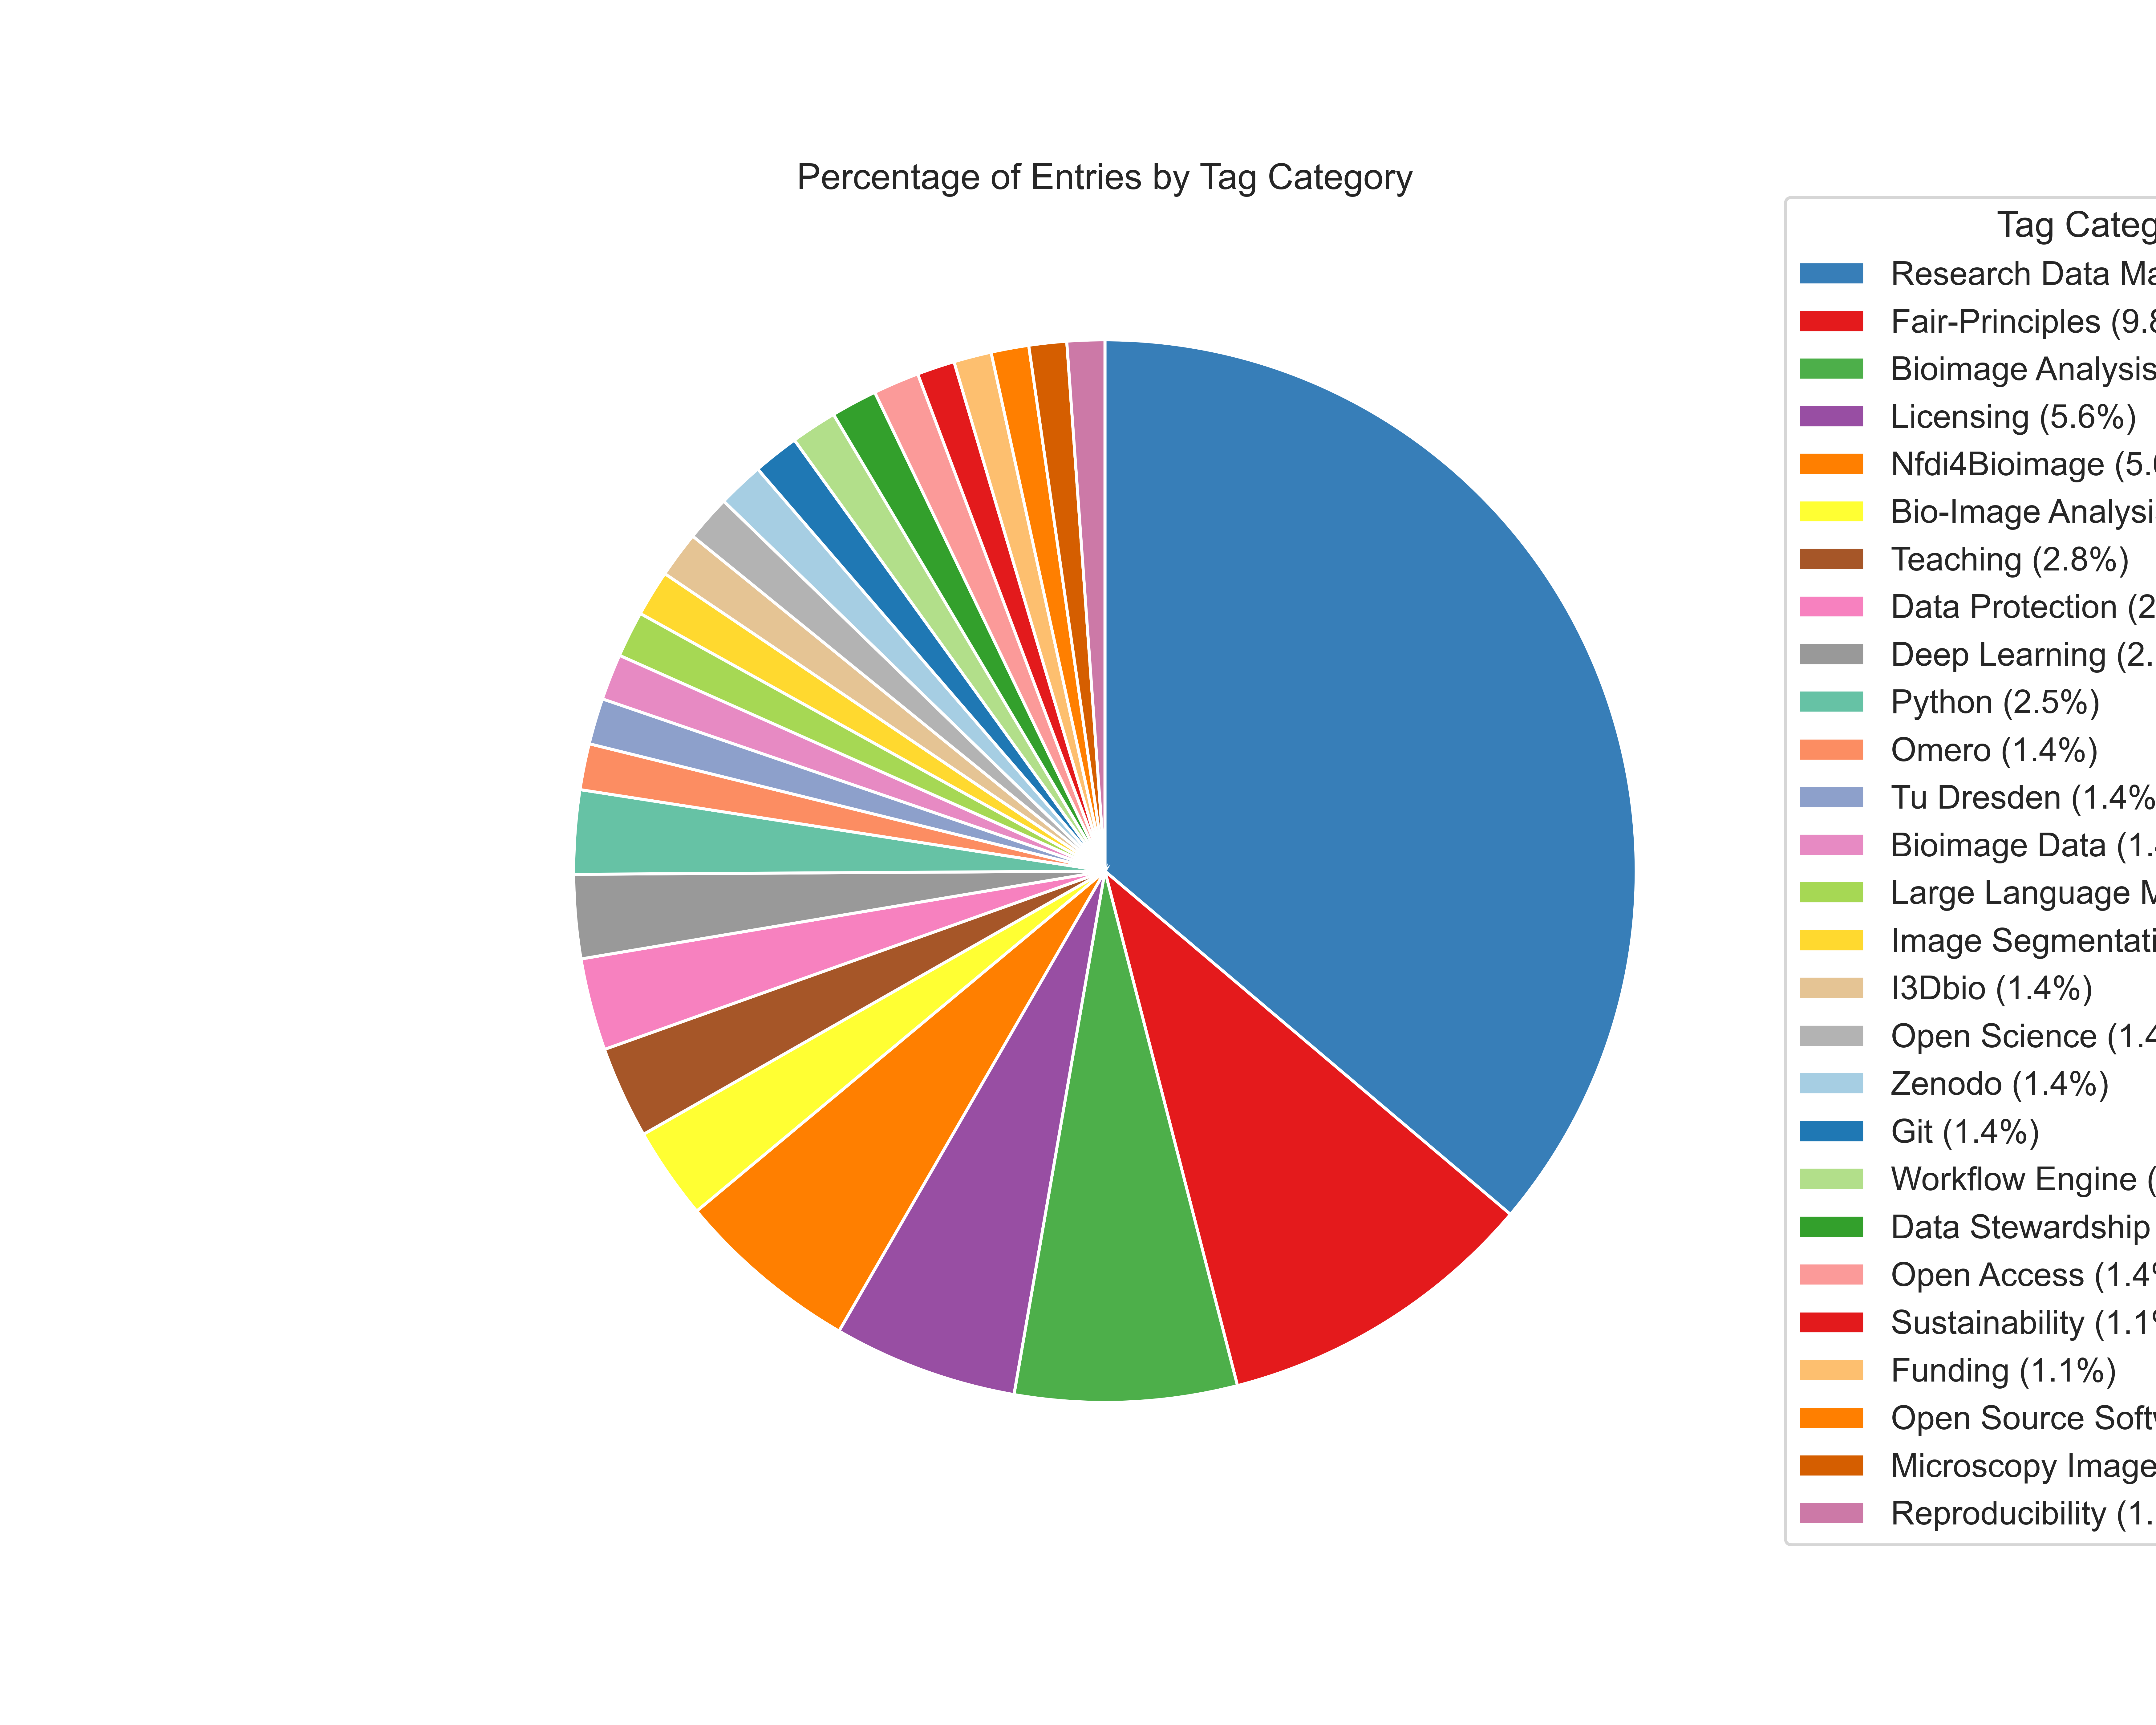 Percentage of Entries by Tag Category
Tag Categ
Research Data Ma
Fair-Principles (9.8
Bioimage Analysis
Licensing (5.6%)
Nfdi4Bioimage (5.6
Bio-Image Analysi
Teaching (2.8%)
Data Protection (2
Deep Learning (2.
Python (2.5%)
Omero (1.4%)
Tu Dresden (1.4%
Bioimage Data (1.4
Large Language M
Image Segmentati
I3Dbio (1.4%)
Open Science (1.4
Zenodo (1.4%)
Git (1.4%)
Workflow Engine (
Data Stewardship
Open Access (1.4%
Sustainability (1.1%
Funding (1.1%)
Open Source Softw
Microscopy Image
Reproducibility (1.